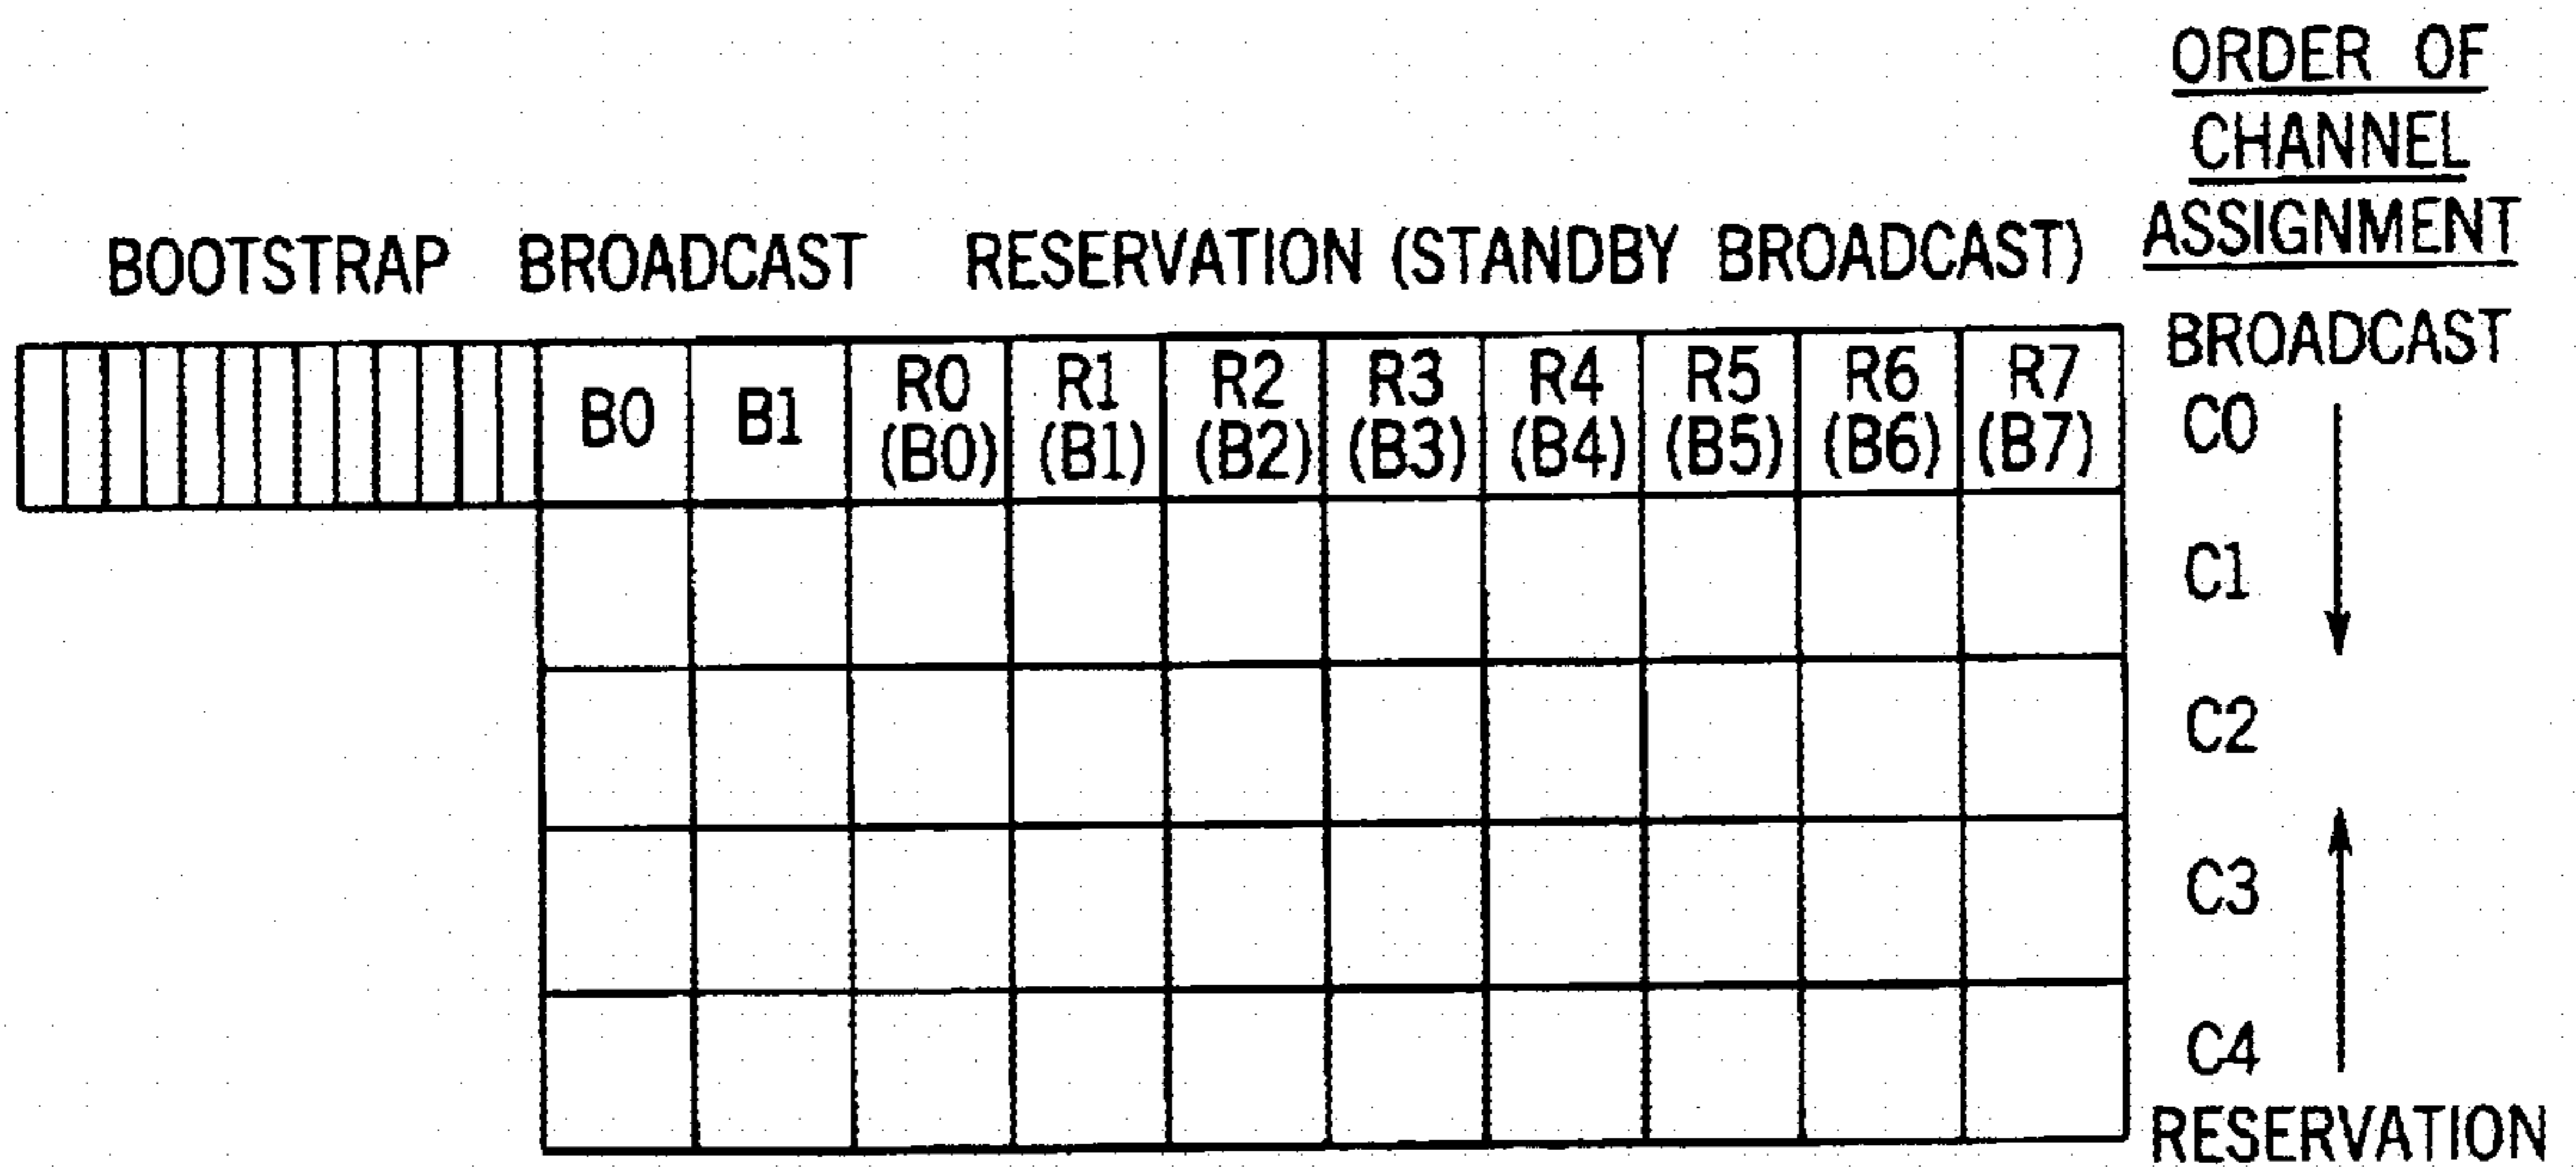 ORDER OF
CHANNEL
ASSIGNMENT
BOOTSTRAP BROADCAST RESERVATION (STANDBY BROADCAST)
BROADCAST
B0 B1 R0 (B0) R1 (B1) R2 (B2) R3 (B3) R4 (B4) R5 (B5) R6 (B6) R7 (B7) C0
C1
C2
C3
C4
RESERVATION